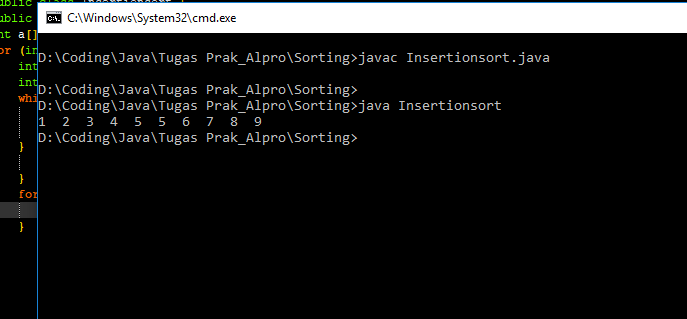 ublic class Insertionsort {
ublic
C:\Windows\System32\cmd.exe
nt a[]
or (in
D:\Coding\Java\Tugas Prak_Alpro\Sorting>javac Insertionsort.java
int
int
D:\Coding\Java\Tugas Prak_Alpro\Sorting>
whi
D:\Coding\Java\Tugas Prak_Alpro\Sorting>java Insertionsort
1 2 3 4 5 5 6 7 8 9
D:\Coding\Java\Tugas Prak_Alpro\Sorting>
}
}
for
}